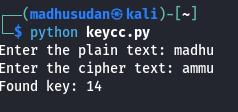 ┌──(madhusudan㉿kali)-[~]
└─$ python keycc.py
Enter the plain text: madhu
Enter the cipher text: ammu
Found key: 14